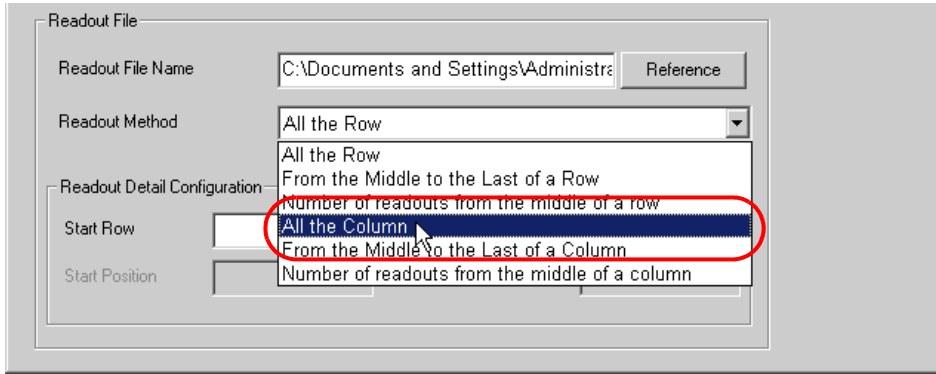 Readout File
Readout File Name C:\Documents and Settings\Administra Reference
Readout Method All the Row
All the Row
From the Middle to the Last of a Row
Readout Detail Configuration
Number of readouts from the middle of a row
Start Row All the Column
From the Middle to the Last of a Column
Start Position Number of readouts from the middle of a column